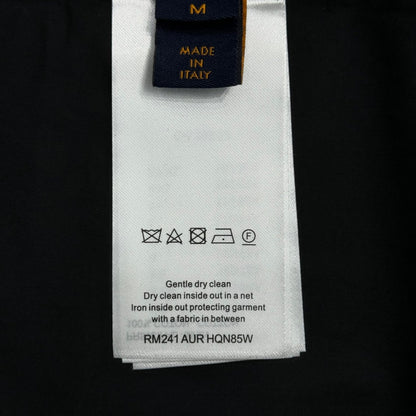 M
MADE
IN
ITALY
F
Gentle dry clean
Dry clean inside out in a net
Iron inside out protecting garment
with a fabric in between
RM241 AUR HQN85W